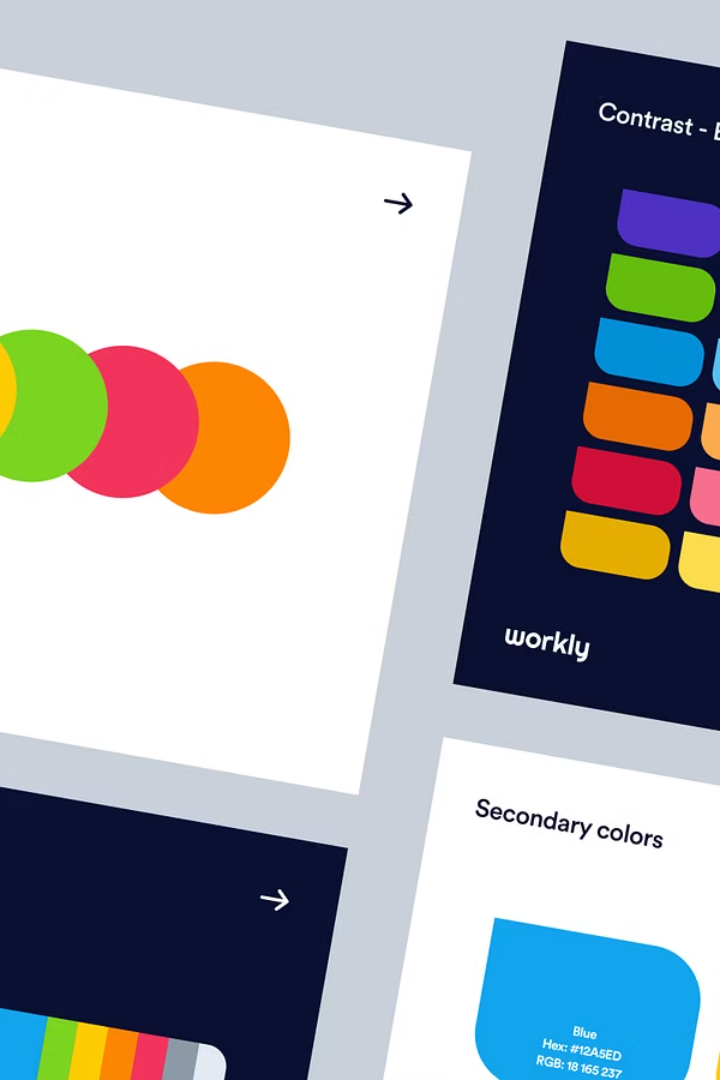 Contrast -
workly
Secondary colors
Blue
Hex: #12A5ED
RGB: 18 165 237